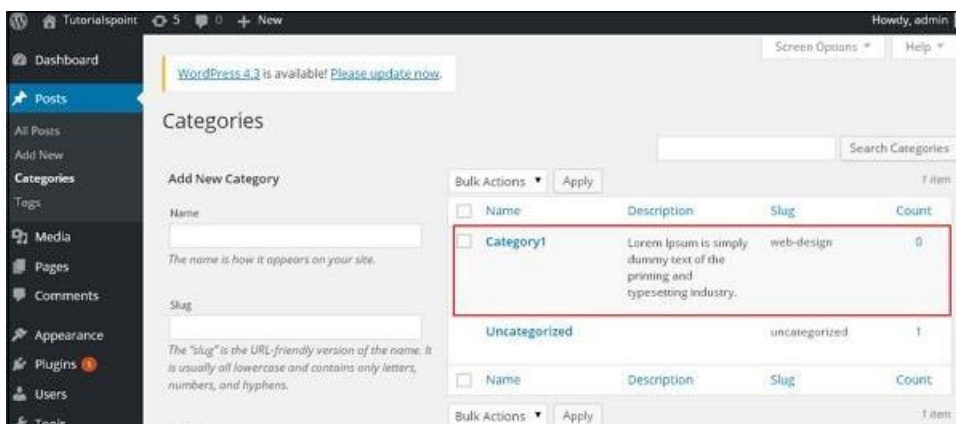 Tutorialspoint 5 0 + New Howdy, admin
Dashboard
Posts
All Posts
Add New
Categories
Tags
Media
Pages
Comments
Appearance
Plugins 1
Users
Tools
Screen Options Help
WordPress 4.3 is available! Please update now.
Categories
Search Categories
Add New Category
Name
The name is how it appears on your site.
Slug
The "slug" is the URL-friendly version of the name. It
is usually all lowercase and contains only letters,
numbers, and hyphens.
Bulk Actions Apply 1 item
Name Description Slug Count
Category1 Lorem Ipsum is simply web-design 0
dummy text of the
printing and
typesetting industry.
Uncategorized uncategorized 1
Name Description Slug Count
Bulk Actions Apply 1 item